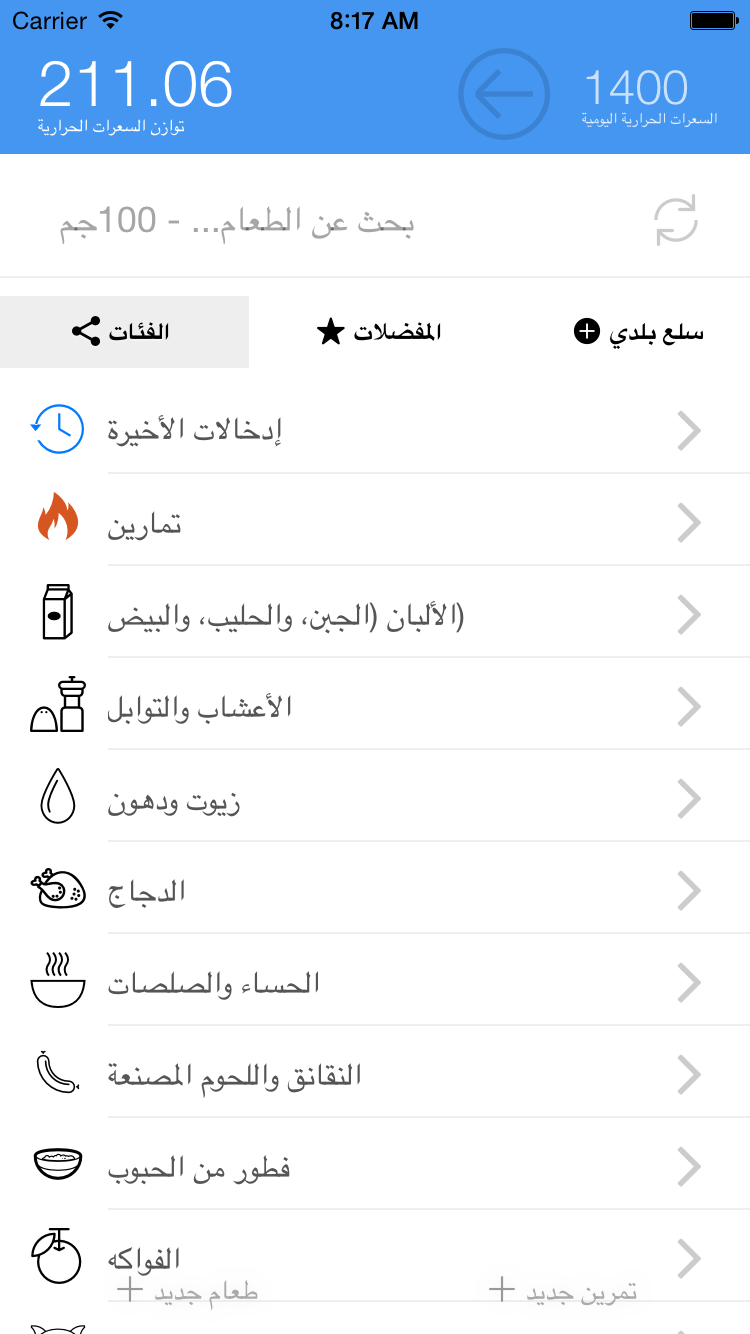 Carrier 8:17 AM
211.06
توازن السعرات الحرارية
1400
السعرات الحرارية اليومية
بحث عن الطعام... - 100جم
الفئات
المفضلات
سلع بلدي
إدخالات الأخيرة
تمارين
(الألبان (الجبن، والحليب، والبيض
الأعشاب والتوابل
زيوت ودهون
الدجاج
الحساء والصلصات
النقانق واللحوم المصنعة
فطور من الحبوب
الفواكه
+ طعام جديد
+ تمرين جديد